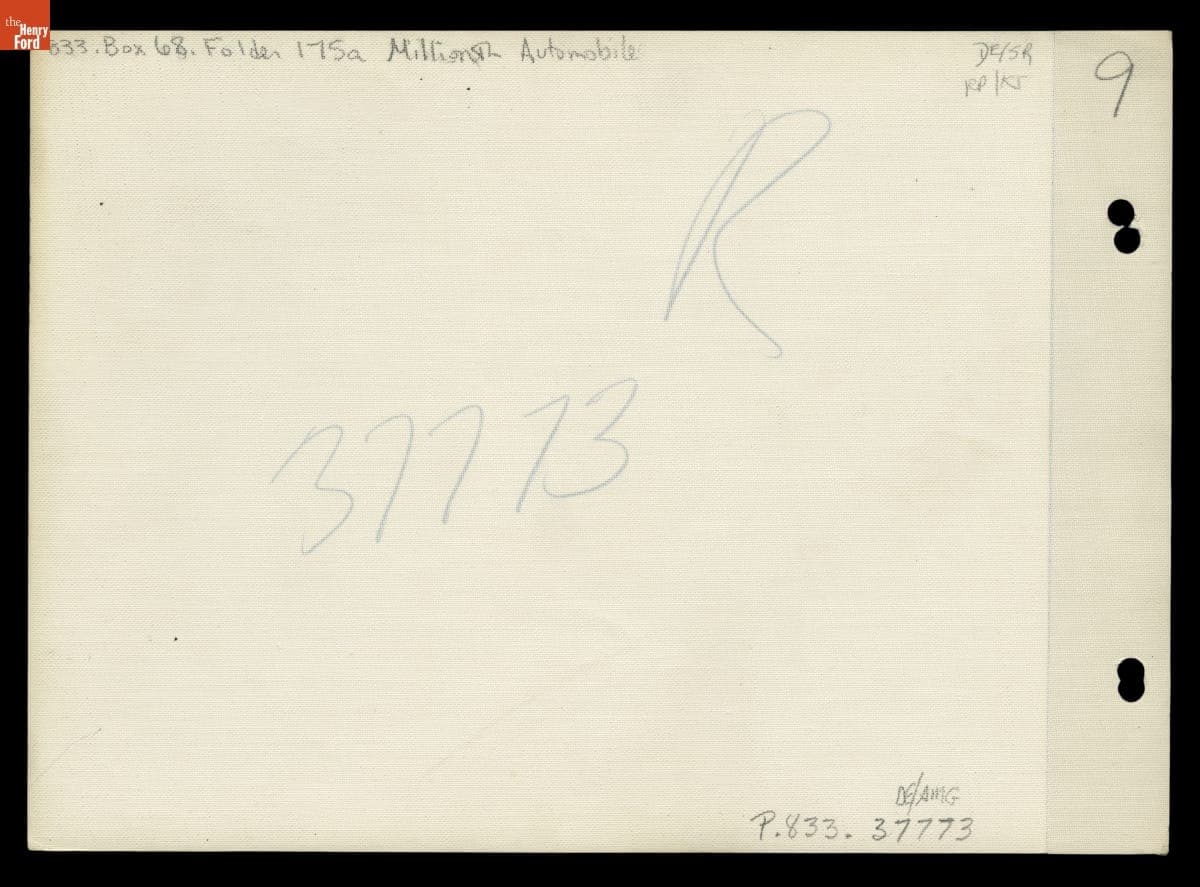 the
Henry
Ford
833. Box 68. Folder 175a Millionth Automobile
DE/SR
RP/KT
9
R
37773
DE/AMG
P.833. 37773